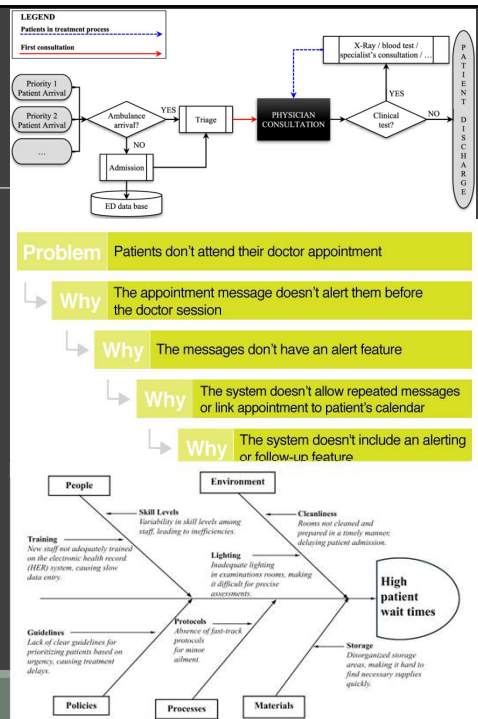 LEGEND
Patients in treatment process
First consultation
X-Ray / blood test /
specialist's consultation / ...
Priority 1
Patient Arrival
Priority 2
Patient Arrival
...
Ambulance
arrival?
YES
NO
Triage
Admission
ED data base
PHYSICIAN
CONSULTATION
Clinical
test?
YES
NO
PATIENT DISCHARGE
Problem Patients don't attend their doctor appointment
Why The appointment message doesn't alert them before
the doctor session
Why The messages don't have an alert feature
Why The system doesn't allow repeated messages
or link appointment to patient's calendar
Why The system doesn't include an alerting
or follow-up feature
People
Environment
Skill Levels
Variability in skill levels among
staff, leading to inefficiencies.
Cleanliness
Rooms not cleaned and
prepared in a timely manner,
delaying patient admission.
Training
New staff not adequately trained
on the electronic health record
(HER) system, causing slow
data entry.
Lighting
Inadequate lighting
in examinations rooms, making
it difficult for precise
assessments.
High
patient
wait times
Guidelines
Lack of clear guidelines for
prioritizing patients based on
urgency, causing treatment
delays.
Protocols
Absence of fast-track
protocols
for minor
ailment.
Storage
Disorganized storage
areas, making it hard to
find necessary supplies
quickly.
Policies
Processes
Materials